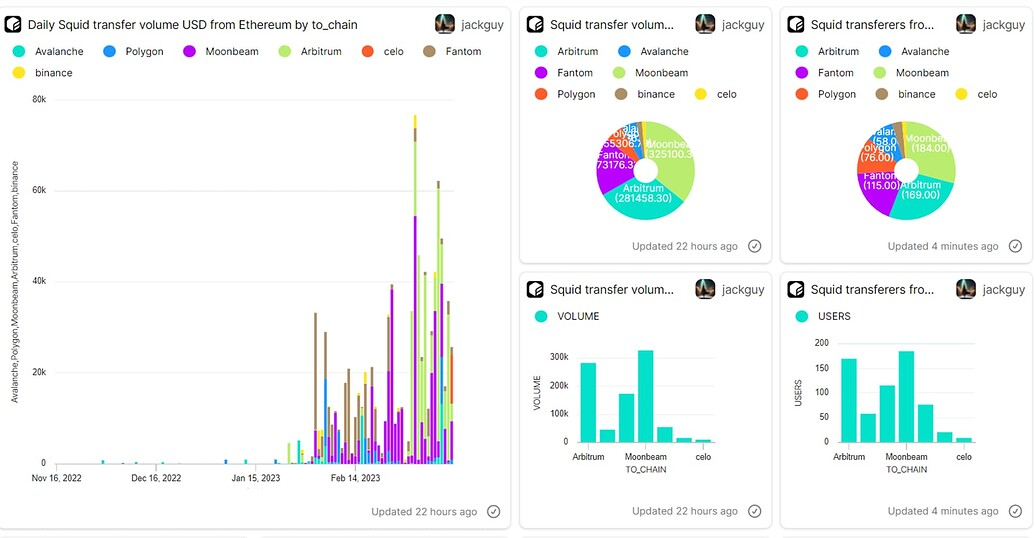 Daily Squid transfer volume USD from Ethereum by to_chain
jackguy
Avalanche Polygon Moonbeam Arbitrum celo Fantom
binance
80k
60k
40k
20k
0
Avalanche,Polygon,Moonbeam,Arbitrum,celo,Fantom,binance
Nov 16, 2022 Dec 16, 2022 Jan 15, 2023 Feb 14, 2023
Updated 22 hours ago
Squid transfer volum...
jackguy
Arbitrum Avalanche
Fantom Moonbeam
Polygon binance celo
Moonbe
(325100.3
Fantom
73176.3
Arbitrum
(281458.30)
Updated 22 hours ago
Squid transferers fro...
jackguy
Arbitrum Avalanche
Fantom Moonbeam
Polygon binance celo
Moonbe
(184.00)
(58.0
Polygon
(76.00)
Fantom
(115.00)
Arbitrum
(169.00)
Updated 4 minutes ago
Squid transfer volum...
jackguy
VOLUME
300k
200k
100k
0
VOLUME
Arbitrum Moonbeam celo
TO_CHAIN
Updated 22 hours ago
Squid transferers fro...
jackguy
USERS
200
150
100
50
0
USERS
Arbitrum Moonbeam celo
TO_CHAIN
Updated 4 minutes ago